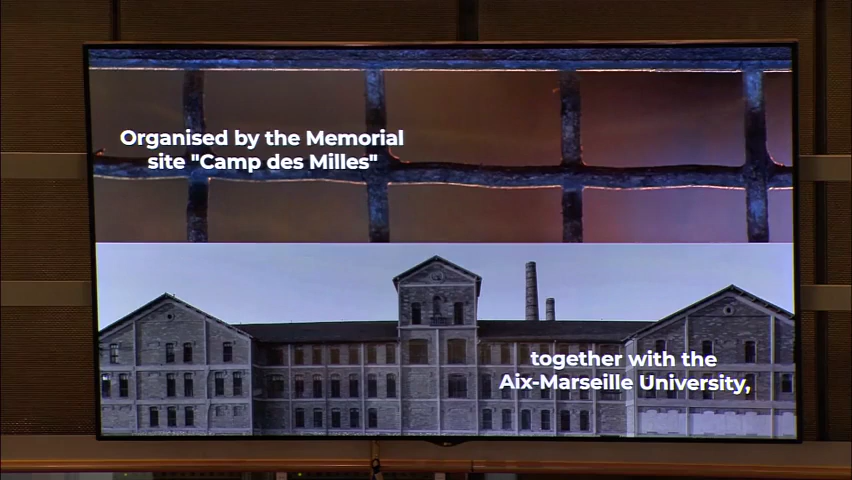 Organised by the Memorial
site "Camp des Milles"
together with the
Aix-Marseille University,